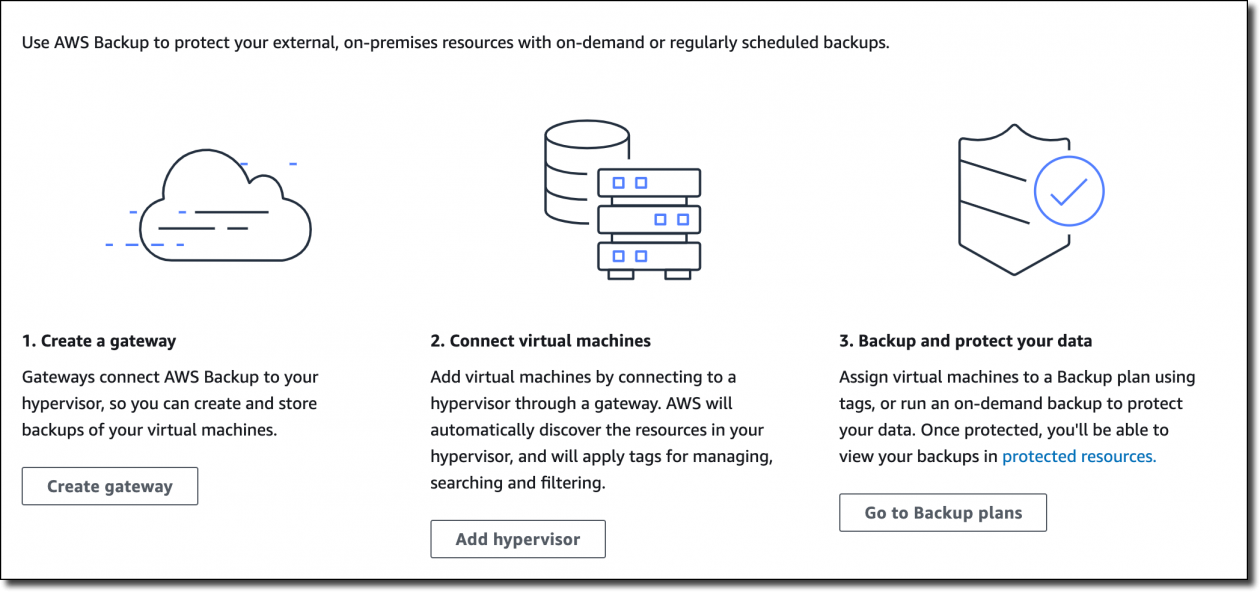 Use AWS Backup to protect your external, on-premises resources with on-demand or regularly scheduled backups.
1. Create a gateway
Gateways connect AWS Backup to your
hypervisor, so you can create and store
backups of your virtual machines.
Create gateway
2. Connect virtual machines
Add virtual machines by connecting to a
hypervisor through a gateway. AWS will
automatically discover the resources in your
hypervisor, and will apply tags for managing,
searching and filtering.
Add hypervisor
3. Backup and protect your data
Assign virtual machines to a Backup plan using
tags, or run an on-demand backup to protect
your data. Once protected, you'll be able to
view your backups in protected resources.
Go to Backup plans